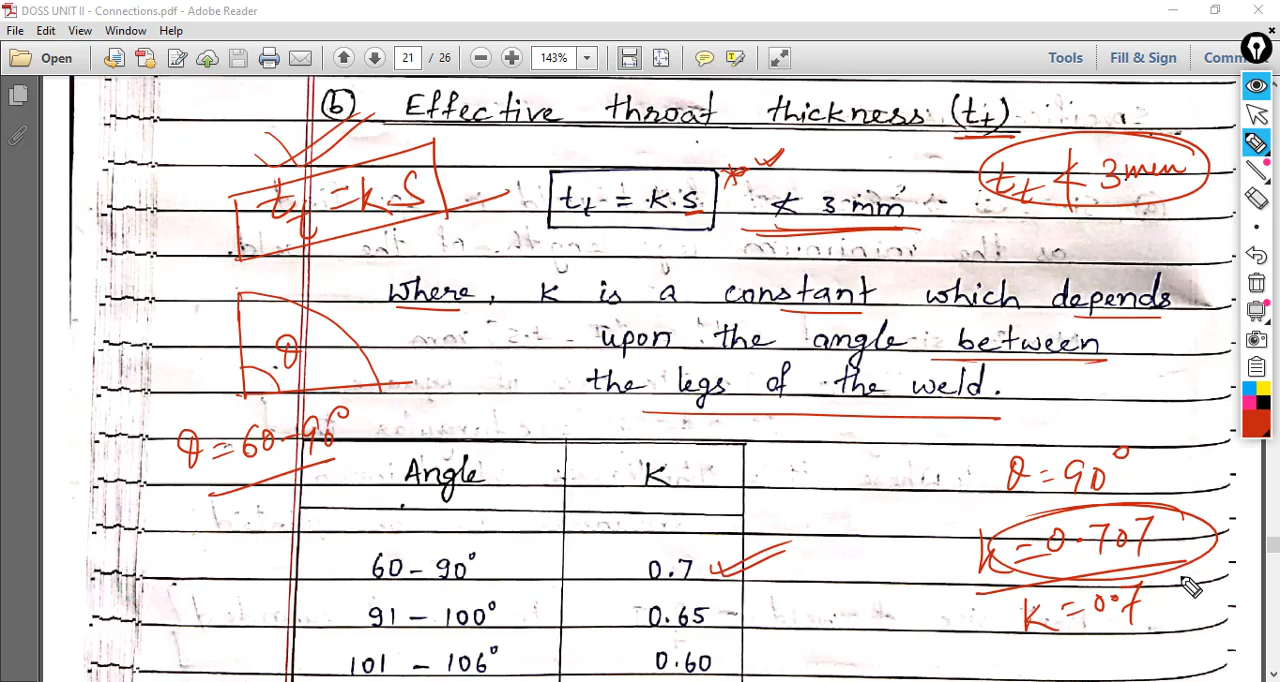 DOSS UNIT II - Connections.pdf - Adobe Reader
File Edit View Window Help
Open 21 / 26 143% Tools Fill & Sign Comm
(b) Effective throat thickness (tt)
tt = k.S tt = K.S ≮ 3 mm tt ≮ 3mm
where, K is a constant which depends
upon the angle between
the legs of the weld.
θ
θ = 60-90°
Angle K
60 - 90° 0.7
91 - 100° 0.65
101 - 106° 0.60
θ = 90°
k = 0.707
K = 0.7